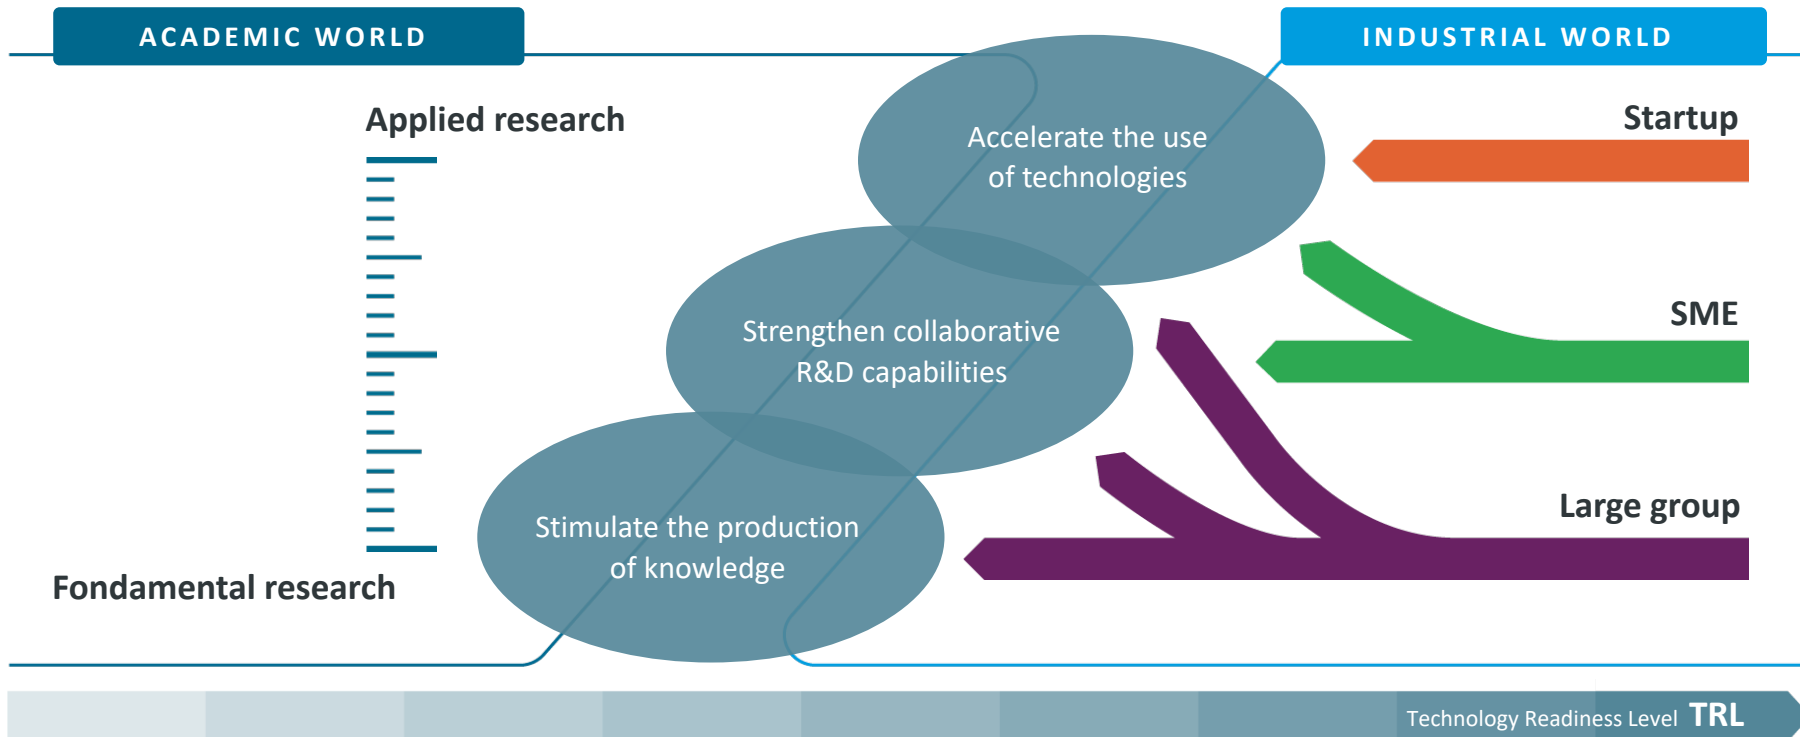 ACADEMIC WORLD
INDUSTRIAL WORLD
Applied research
Startup
Accelerate the use
of technologies
SME
Strengthen collaborative
R&D capabilities
Large group
Stimulate the production
of knowledge
Fondamental research
Technology Readiness Level TRL